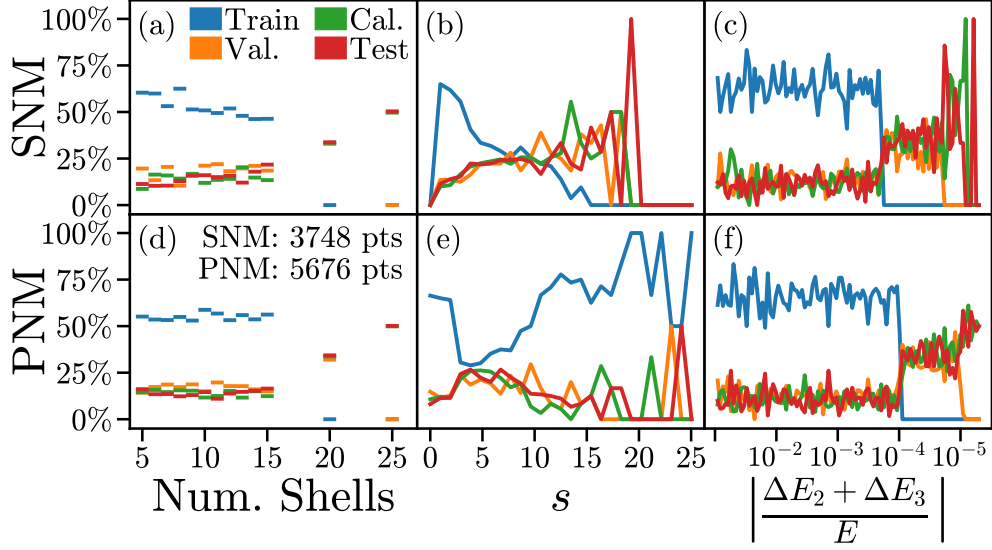 SNM
100%
75%
50%
25%
0%
(a)
Train
Cal.
Val.
Test
(b)
(c)
PNM
100%
75%
50%
25%
0%
(d)
SNM: 3748 pts
PNM: 5676 pts
(e)
(f)
5 10 15 20 25
0 5 10 15 20 25
10⁻² 10⁻³ 10⁻⁴ 10⁻⁵
Num. Shells
s
|ΔE₂ + ΔE₃ / E|